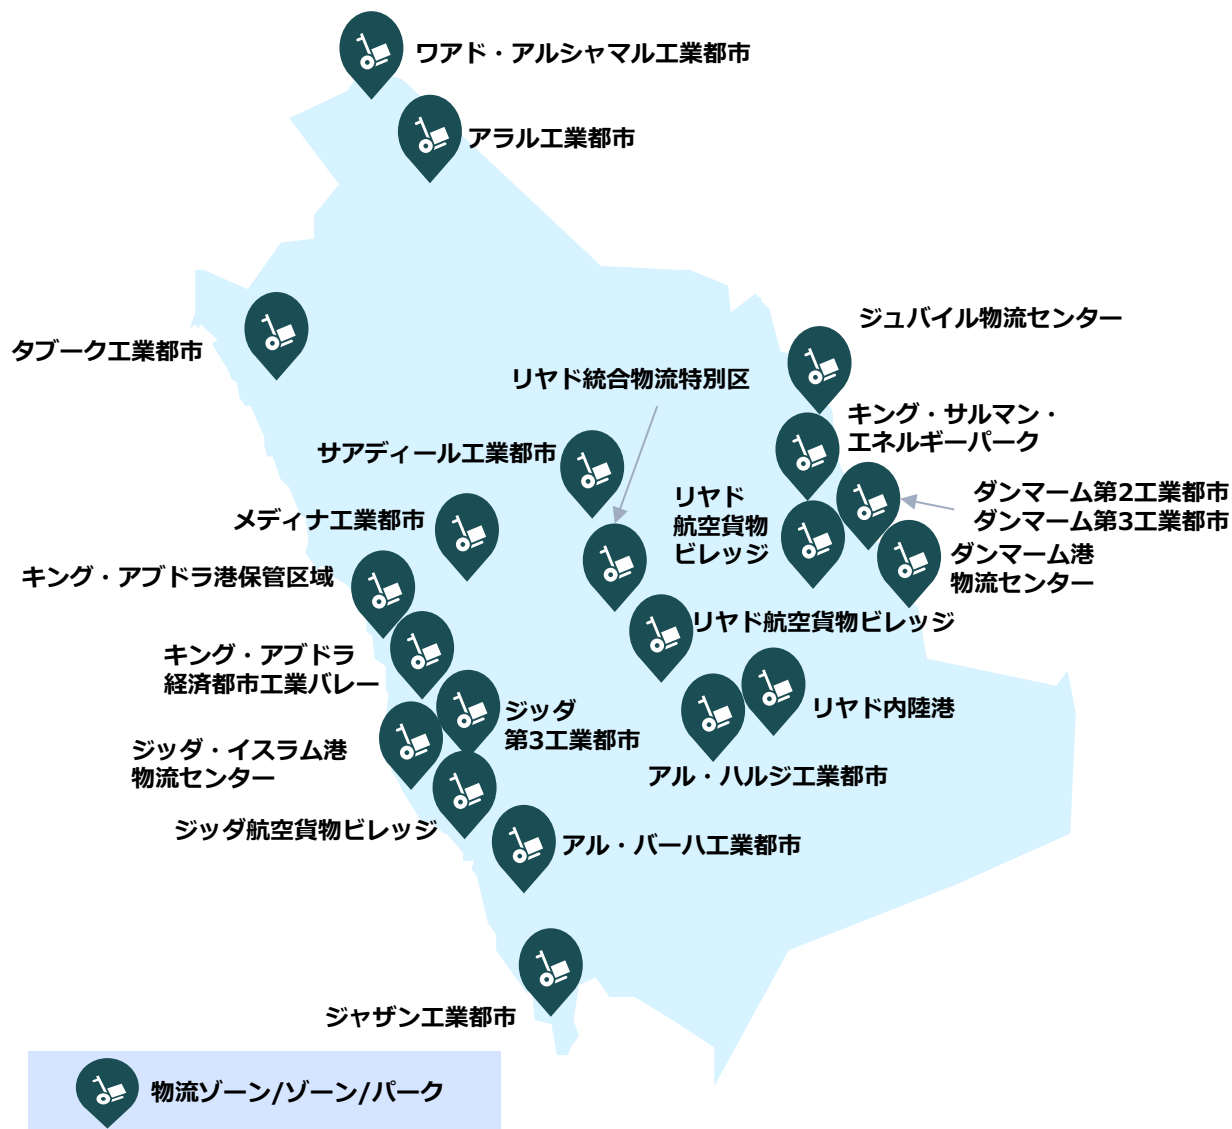 ワアド・アルシャマル工業都市
アラル工業都市
ジュバイル物流センター
タブーク工業都市
リヤド統合物流特別区
キング・サルマン・
エネルギーパーク
サアディール工業都市
リヤド
航空貨物
ビレッジ
ダンマーム第2工業都市
ダンマーム第3工業都市
メディナ工業都市
ダンマーム港
物流センター
キング・アブドラ港保管区域
リヤド航空貨物ビレッジ
キング・アブドラ
経済都市工業バレー
ジッダ
第3工業都市
リヤド内陸港
ジッダ・イスラム港
物流センター
アル・ハルジ工業都市
ジッダ航空貨物ビレッジ
アル・バーハ工業都市
ジャザン工業都市
物流ゾーン/ゾーン/パーク